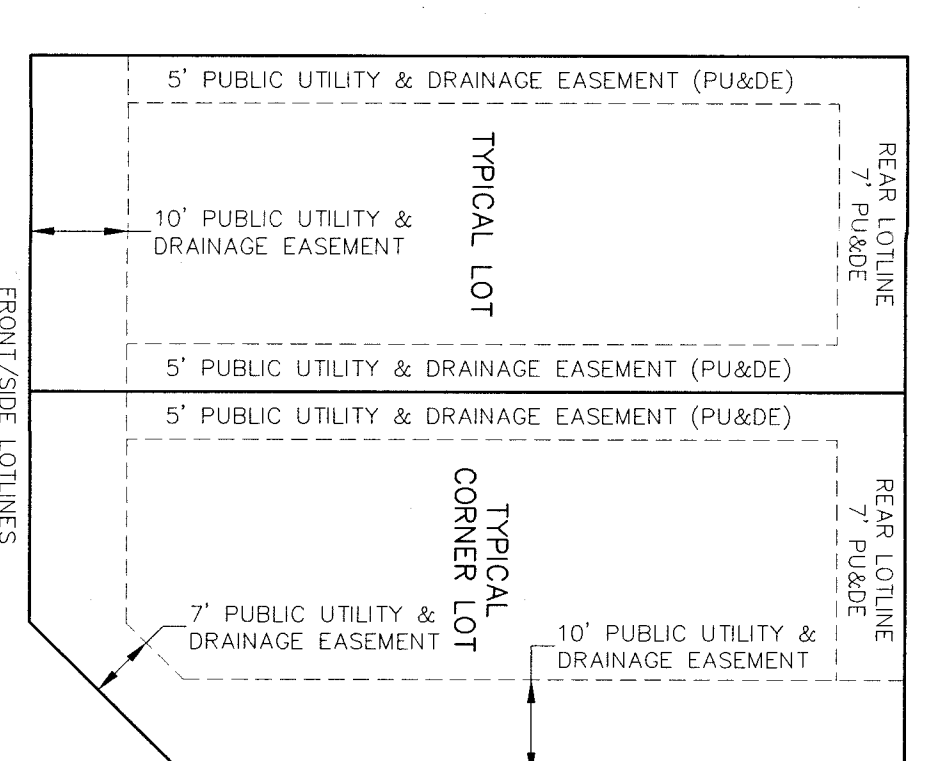 5' PUBLIC UTILITY & DRAINAGE EASEMENT (PU&DE)
REAR LOTLINE
7' PU&DE
TYPICAL LOT
10' PUBLIC UTILITY &
DRAINAGE EASEMENT
5' PUBLIC UTILITY & DRAINAGE EASEMENT (PU&DE)
FRONT/SIDE LOTLINES
5' PUBLIC UTILITY & DRAINAGE EASEMENT (PU&DE)
REAR LOTLINE
7' PU&DE
TYPICAL
CORNER LOT
7' PUBLIC UTILITY &
DRAINAGE EASEMENT
10' PUBLIC UTILITY &
DRAINAGE EASEMENT